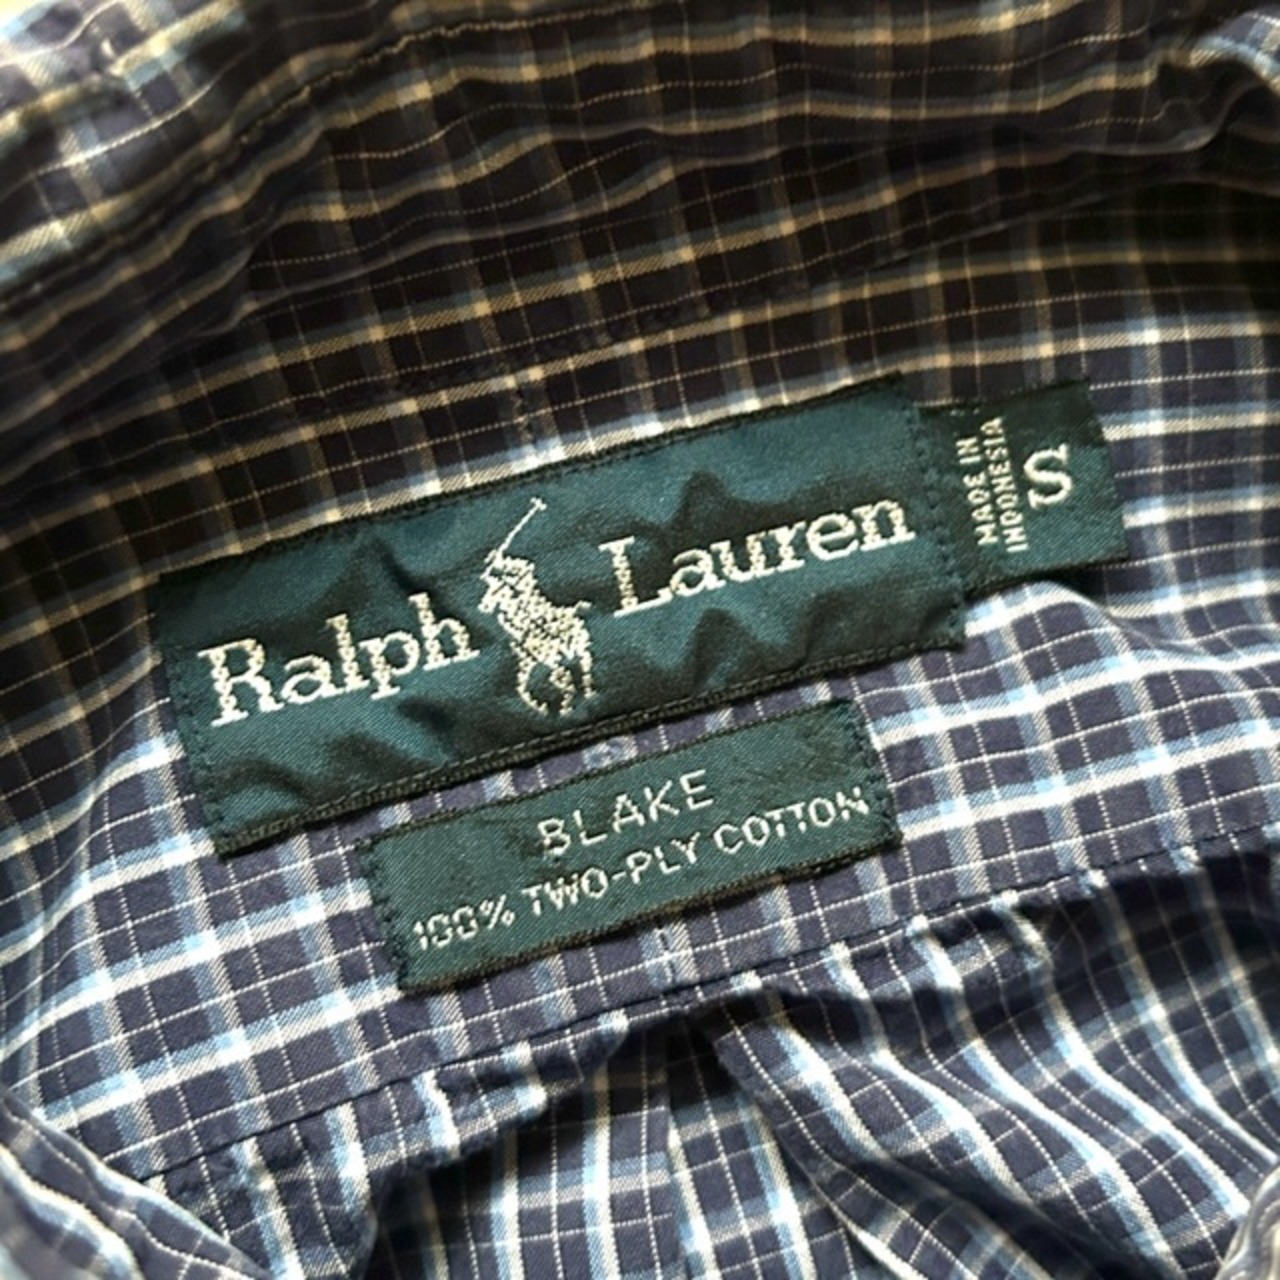 Ralph Lauren
MADE IN
INDONESIA
S
BLAKE
100% TWO-PLY COTTON